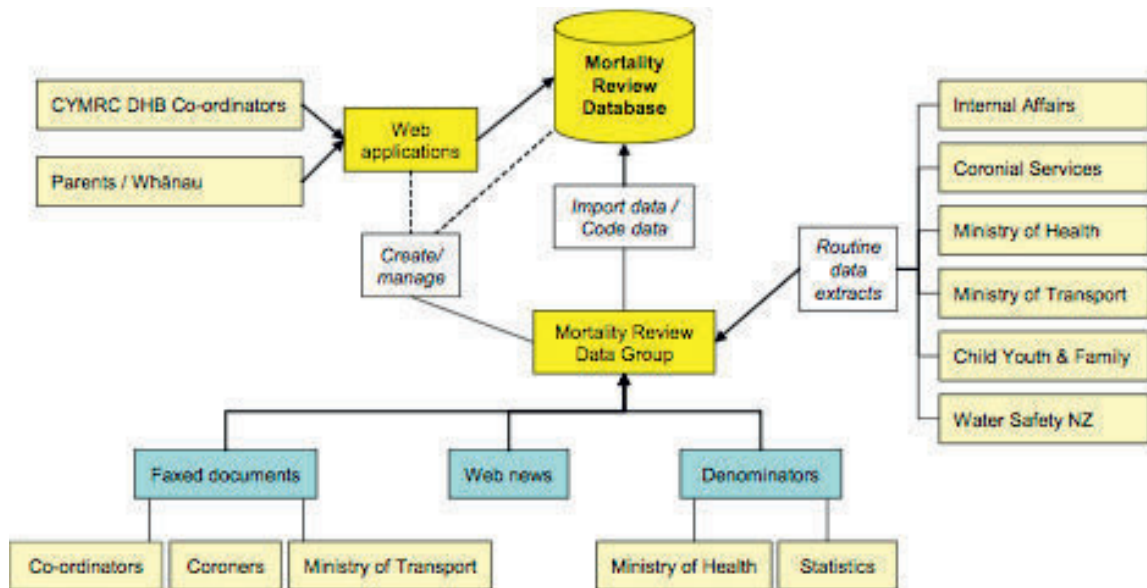 Mortality
Review
Database
CYMRC DHB Co-ordinators
Web
applications
Parents / Whānau
Internal Affairs
Coronial Services
Import data /
Code data
Ministry of Health
Create/
manage
Routine
data
extracts
Ministry of Transport
Mortality Review
Data Group
Child Youth & Family
Water Safety NZ
Faxed documents
Web news
Denominators
Co-ordinators
Coroners
Ministry of Transport
Ministry of Health
Statistics